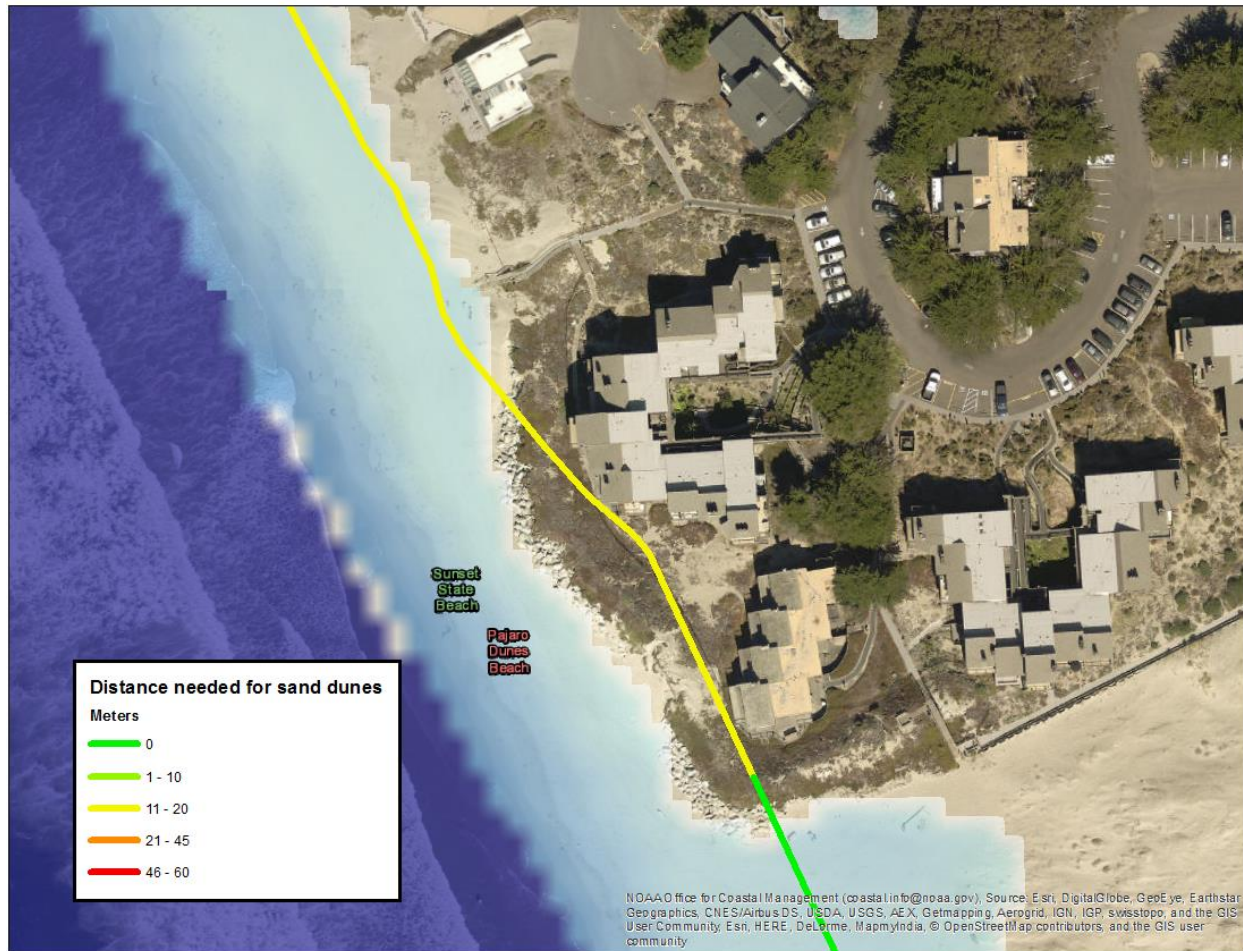 Sunset
State
Beach
Pajaro
Dunes
Beach
Distance needed for sand dunes
Meters
0
1 - 10
11 - 20
21 - 45
46 - 60
NOAA Office for Coastal Management (coastal.info@noaa.gov), Source: Esri, DigitalGlobe, GeoEye, Earthstar
Geographics, CNES/Airbus DS, USDA, USGS, AEX, Getmapping, Aerogrid, IGN, IGP, swisstopo, and the GIS
User Community, Esri, HERE, DeLorme, MapmyIndia, © OpenStreetMap contributors, and the GIS user
community